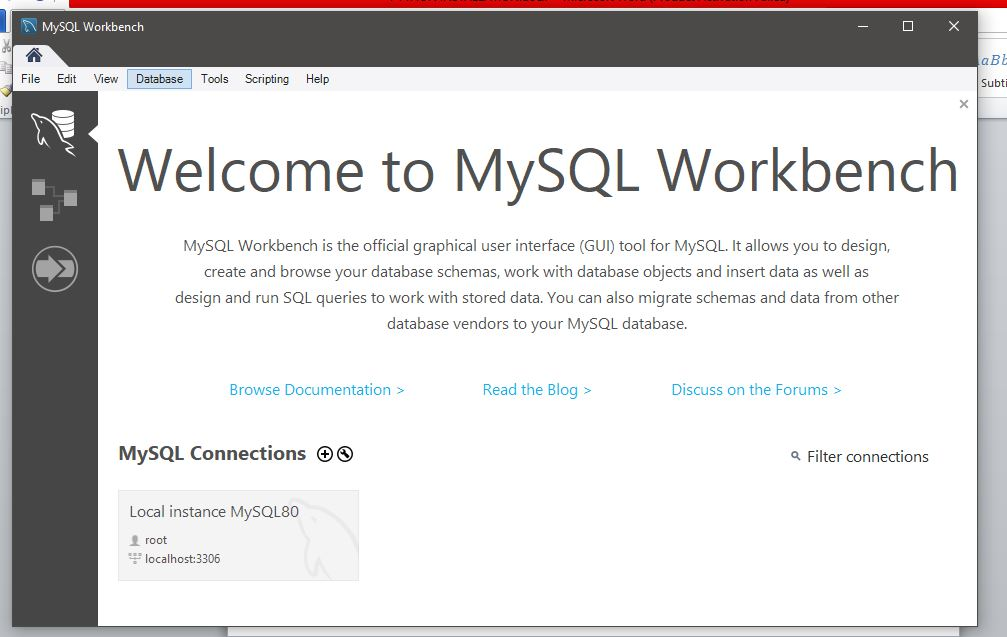 MySQL Workbench
File Edit View Database Tools Scripting Help
Welcome to MySQL Workbench
MySQL Workbench is the official graphical user interface (GUI) tool for MySQL. It allows you to design,
create and browse your database schemas, work with database objects and insert data as well as
design and run SQL queries to work with stored data. You can also migrate schemas and data from other
database vendors to your MySQL database.
Browse Documentation > Read the Blog > Discuss on the Forums >
MySQL Connections Filter connections
Local instance MySQL80
root
localhost:3306